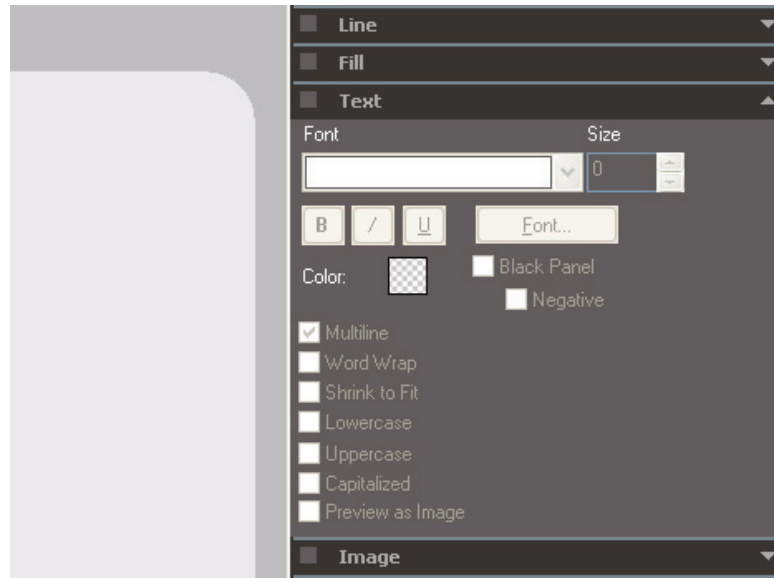 Line
Fill
Text
Font Size
0
B / U Font...
Color: Black Panel
Negative
Multiline
Word Wrap
Shrink to Fit
Lowercase
Uppercase
Capitalized
Preview as Image
Image